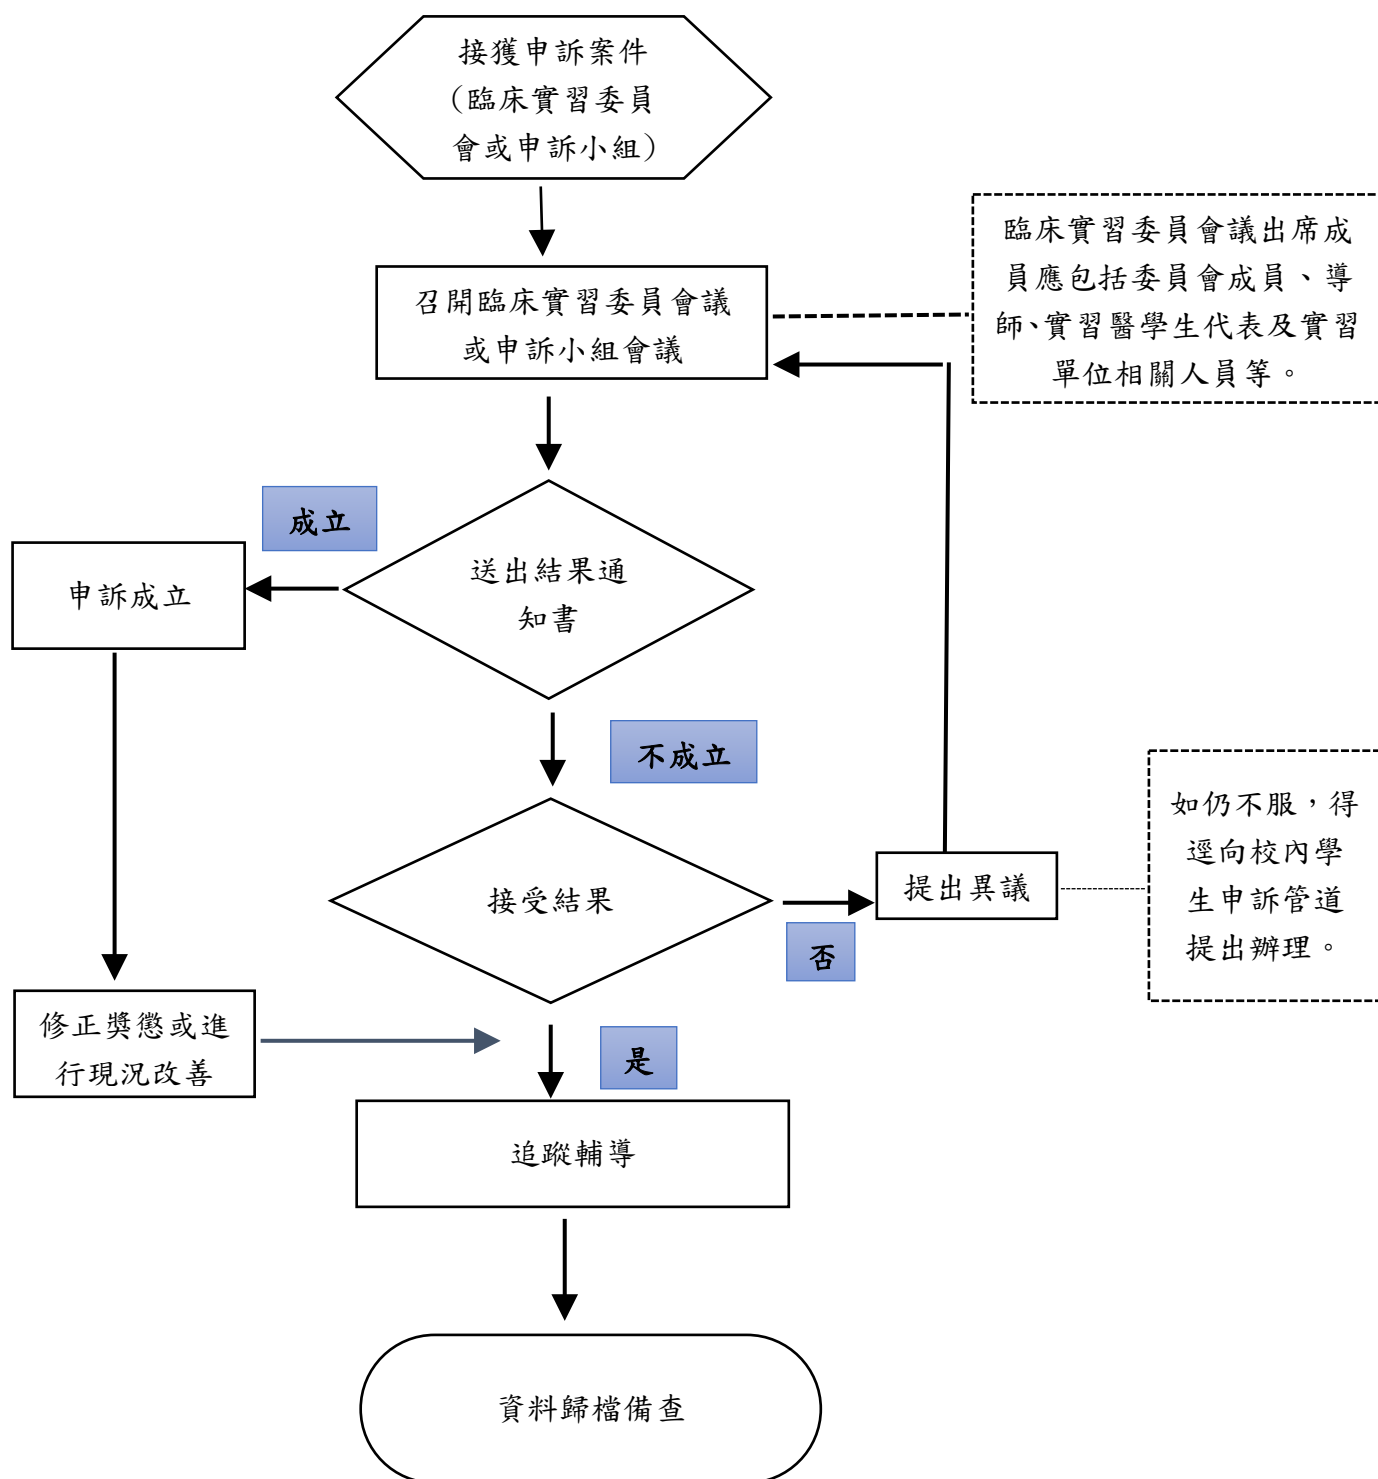 接獲申訴案件
(臨床實習委員
會或申訴小組)
臨床實習委員會議出席成
員應包括委員會成員、導
師、實習醫學生代表及實習
單位相關人員等。
召開臨床實習委員會議
或申訴小組會議
成立
申訴成立
送出結果通
知書
不成立
如仍不服，得
逕向校內學
生申訴管道
提出辦理。
接受結果
提出異議
否
修正獎懲或進
行現況改善
是
追蹤輔導
資料歸檔備查